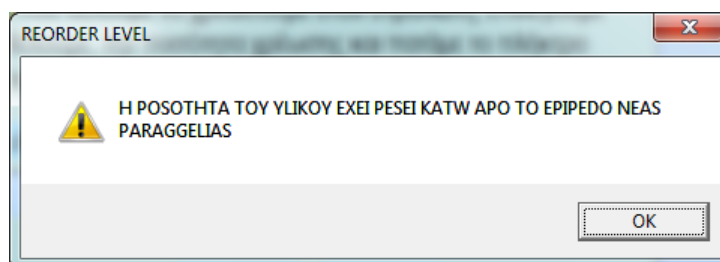 REORDER LEVEL
H POSOTHTA TOY YLIKOY EXEI PESEI KATW APO TO EPIPEDO NEAS
PARAGGELIAS
OK